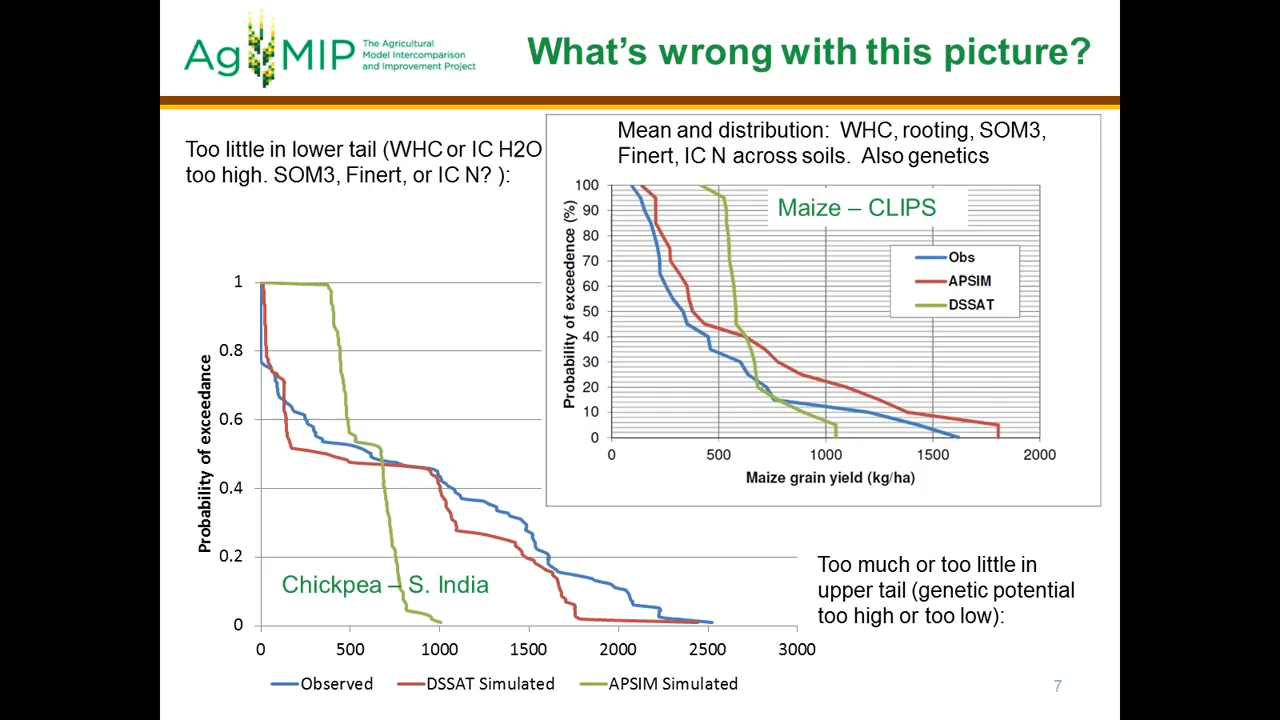 AgMIP
The Agricultural
Model Intercomparison
and Improvement Project
What's wrong with this picture?
Too little in lower tail (WHC or IC H2O
too high. SOM3, Finert, or IC N? ):
Mean and distribution: WHC, rooting, SOM3,
Finert, IC N across soils. Also genetics
Maize – CLIPS
Probability of exceedence (%)
100
90
80
70
60
50
40
30
20
10
0
Obs
APSIM
DSSAT
0 500 1000 1500 2000
Maize grain yield (kg/ha)
Probability of exceedance
1
0.8
0.6
0.4
0.2
0
Chickpea – S. India
0 500 1000 1500 2000 2500 3000
Observed DSSAT Simulated APSIM Simulated
Too much or too little in
upper tail (genetic potential
too high or too low):
7